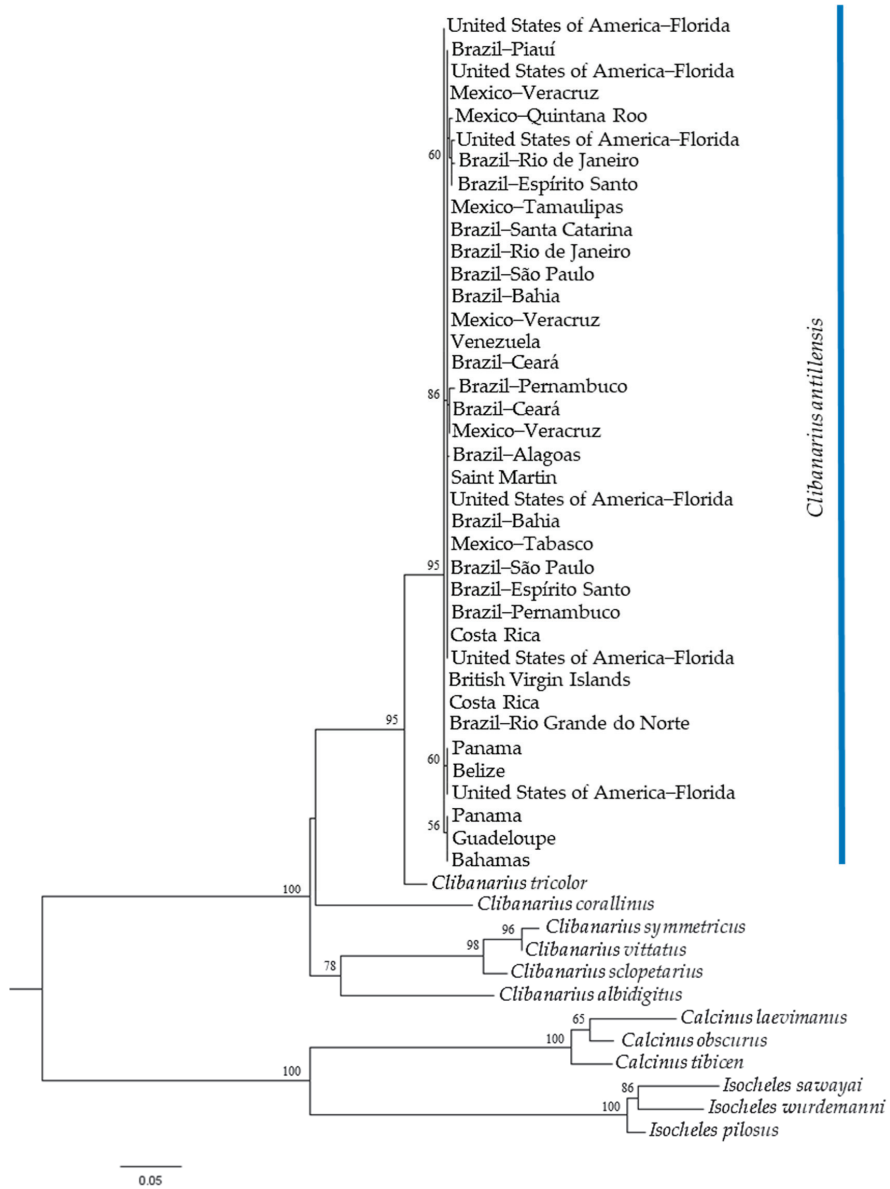 United States of America–Florida
Brazil–Piauí
United States of America–Florida
Mexico–Veracruz
Mexico–Quintana Roo
United States of America–Florida
60
Brazil–Rio de Janeiro
Brazil–Espírito Santo
Mexico–Tamaulipas
Brazil–Santa Catarina
Brazil–Rio de Janeiro
Brazil–São Paulo
Brazil–Bahia
Mexico–Veracruz
Venezuela
Brazil–Ceará
86
Brazil–Pernambuco
Brazil–Ceará
Mexico–Veracruz
Brazil–Alagoas
Saint Martin
United States of America–Florida
Brazil–Bahia
Mexico–Tabasco
95
Brazil–São Paulo
Brazil–Espírito Santo
Brazil–Pernambuco
Costa Rica
United States of America–Florida
British Virgin Islands
Costa Rica
95
Brazil–Rio Grande do Norte
Panama
60
Belize
United States of America–Florida
Panama
56
Guadeloupe
Bahamas
Clibanarius antillensis
Clibanarius tricolor
100
Clibanarius corallinus
96
Clibanarius symmetricus
98
Clibanarius vittatus
78
Clibanarius sclopetarius
Clibanarius albidigitus
65
Calcinus laevimanus
100
Calcinus obscurus
Calcinus tibicen
100
86
Isocheles sawayai
100
Isocheles wurdemanni
Isocheles pilosus
0.05